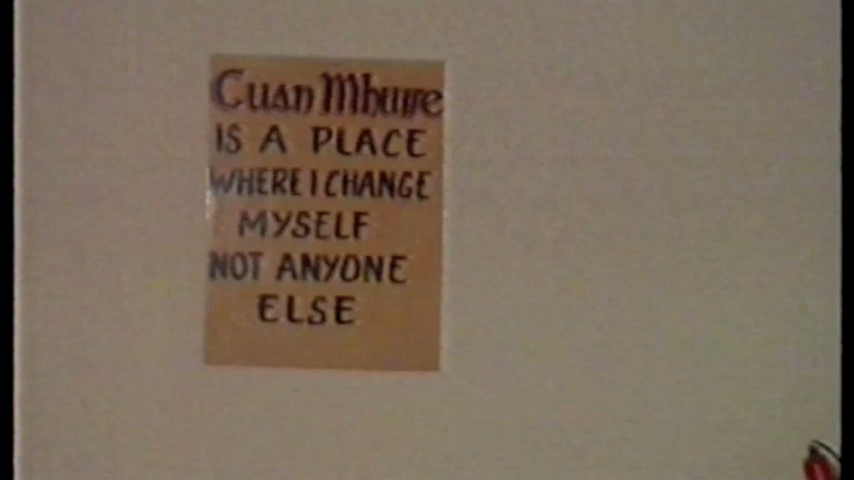 Cuan Mhuire
IS A PLACE
WHERE I CHANGE
MYSELF
NOT ANYONE
ELSE